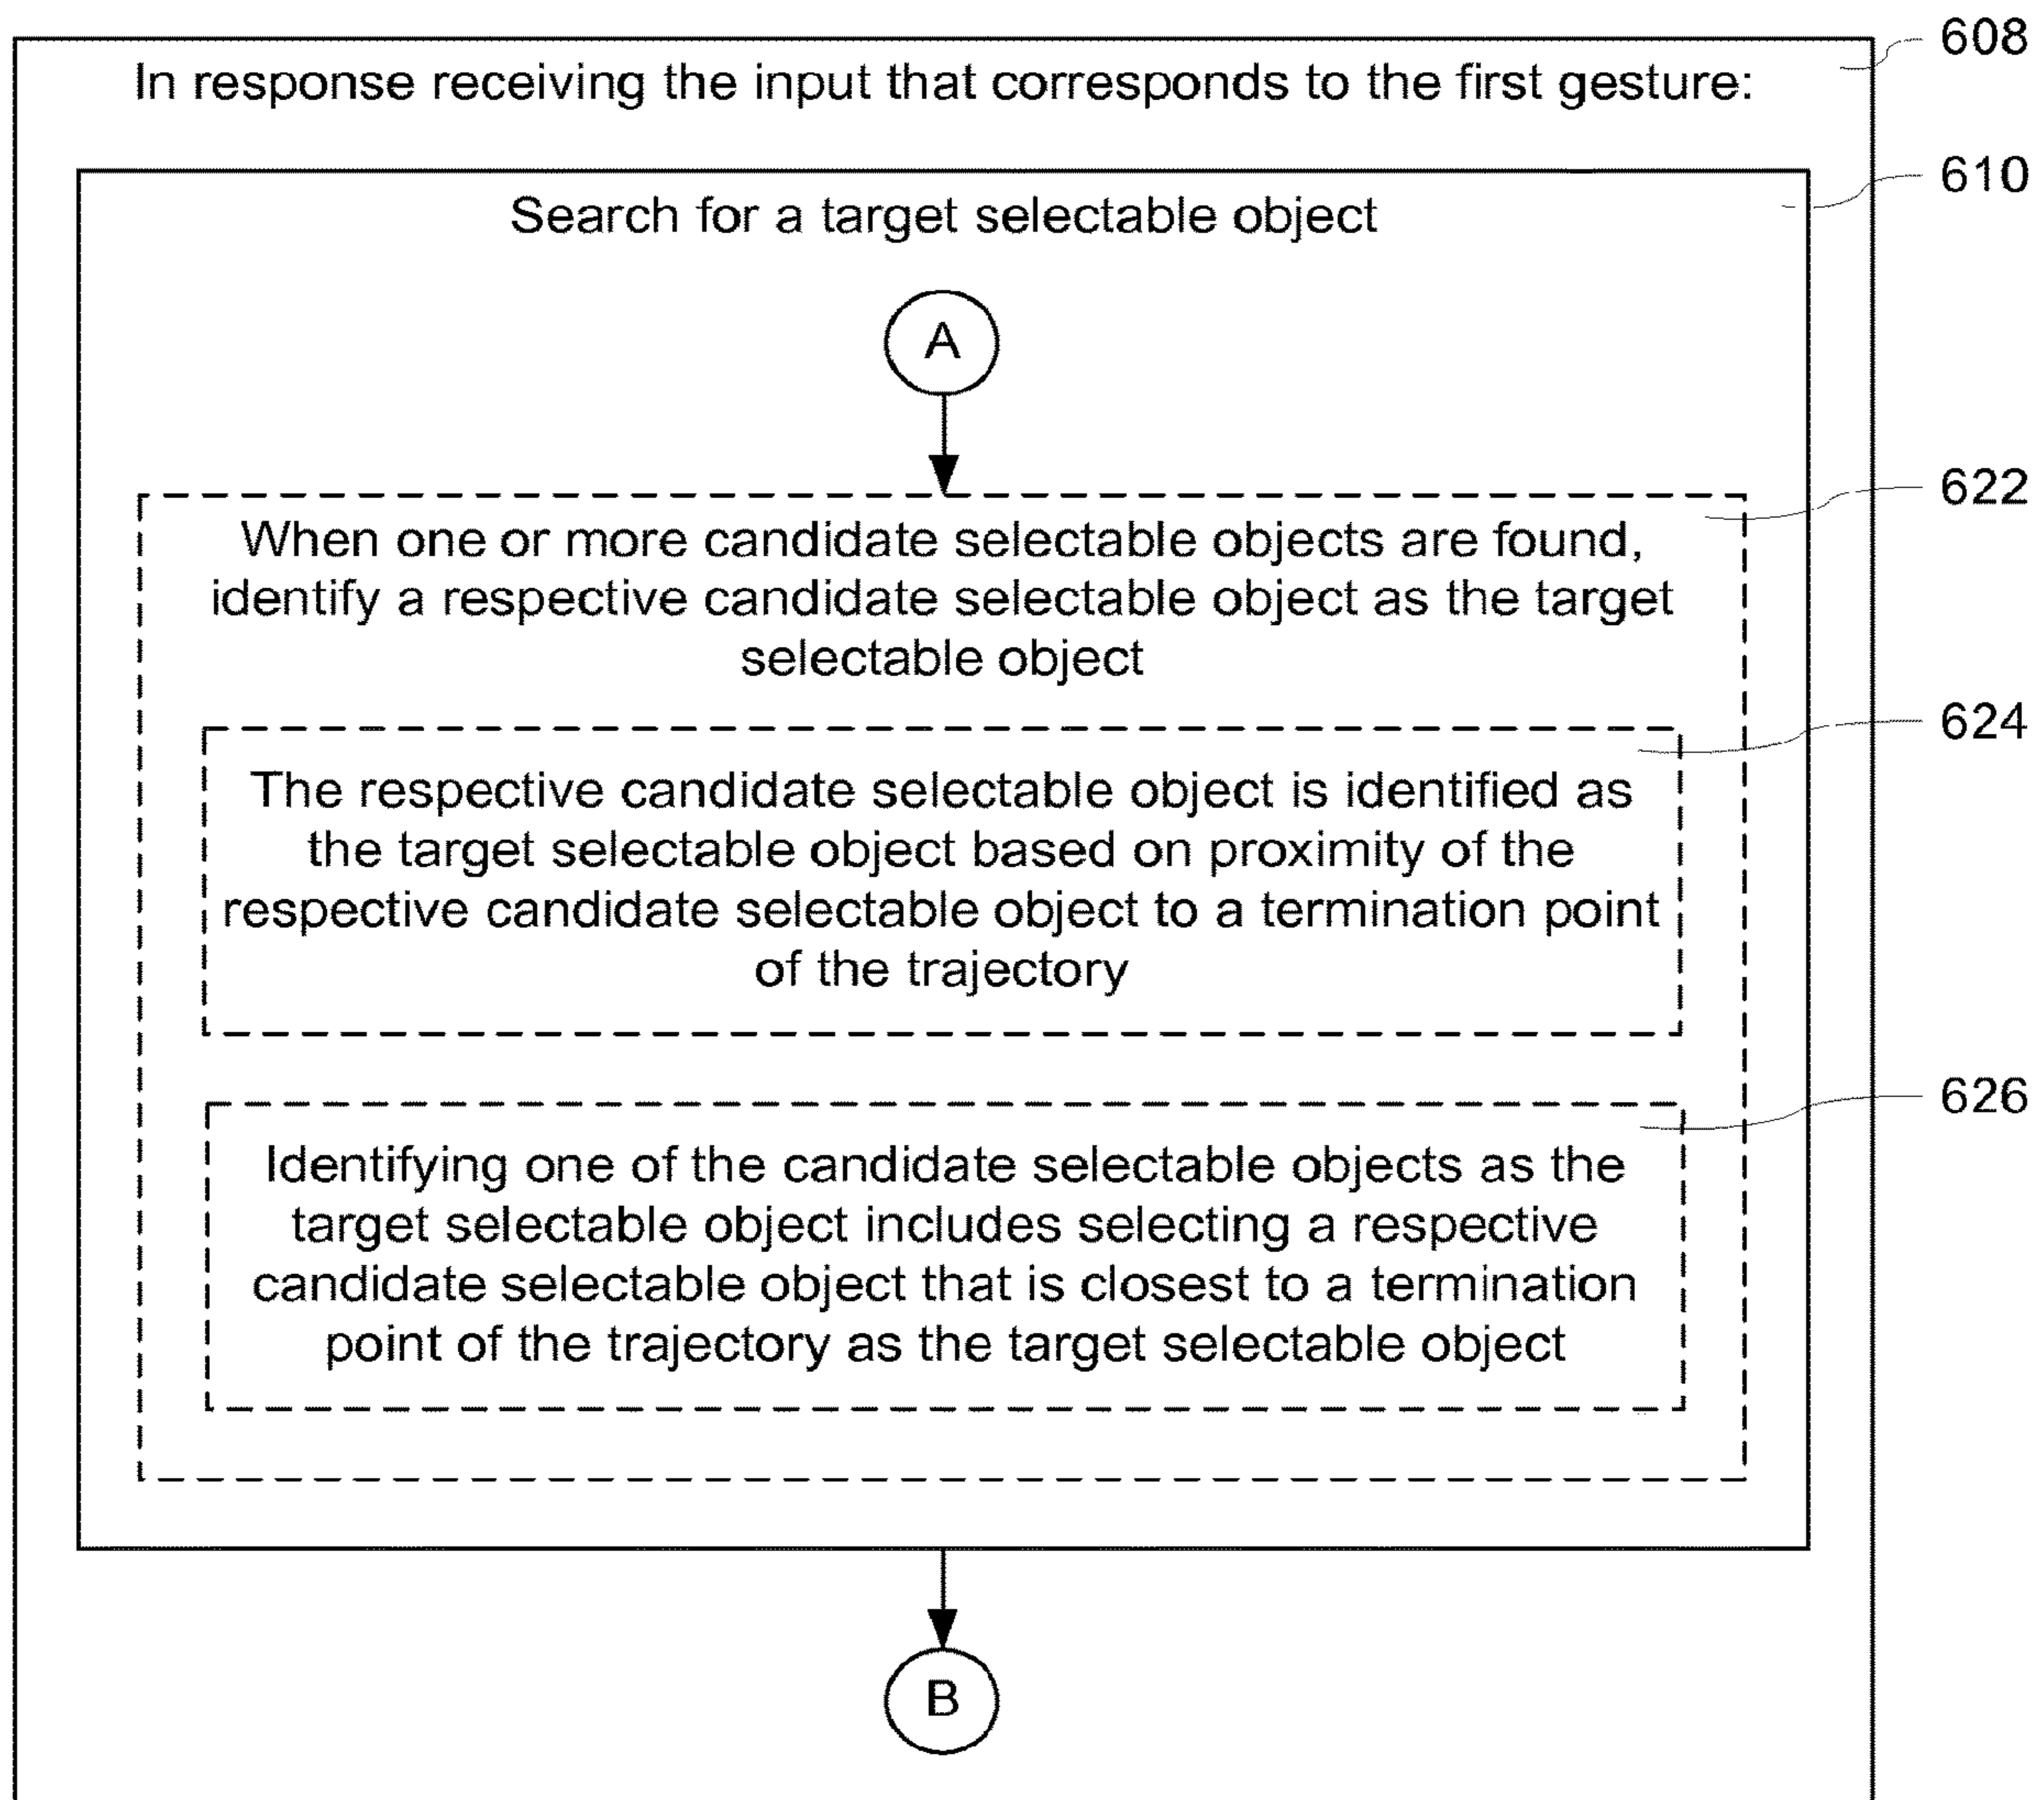 608
In response receiving the input that corresponds to the first gesture:
610
Search for a target selectable object
A
622
When one or more candidate selectable objects are found,
identify a respective candidate selectable object as the target
selectable object
624
The respective candidate selectable object is identified as
the target selectable object based on proximity of the
respective candidate selectable object to a termination point
of the trajectory
626
Identifying one of the candidate selectable objects as the
target selectable object includes selecting a respective
candidate selectable object that is closest to a termination
point of the trajectory as the target selectable object
B